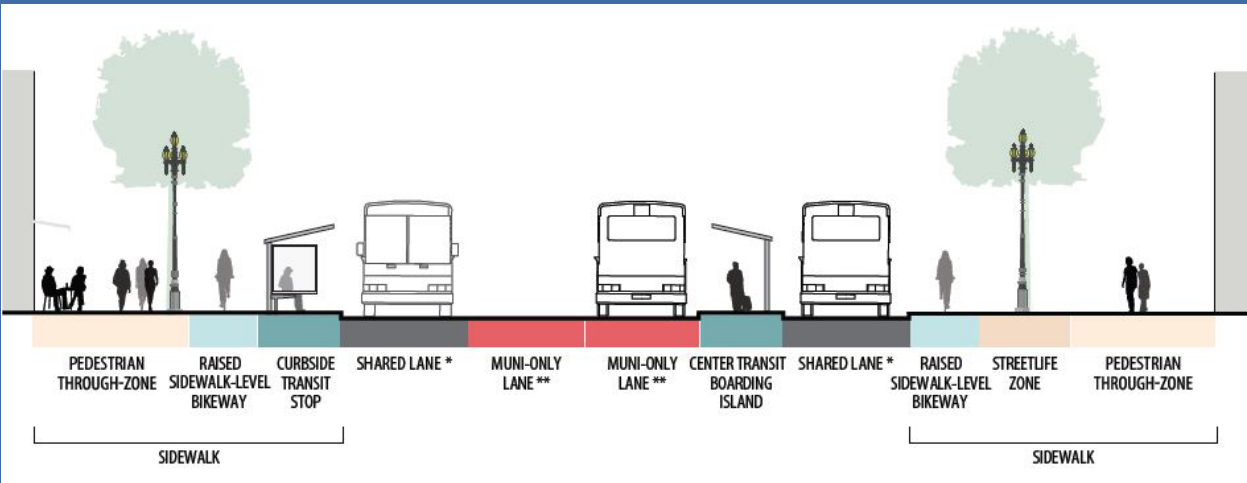 PEDESTRIAN
THROUGH-ZONE
RAISED
SIDEWALK-LEVEL
BIKEWAY
CURBSIDE
TRANSIT
STOP
SHARED LANE *
MUNI-ONLY
LANE **
MUNI-ONLY
LANE **
CENTER TRANSIT
BOARDING
ISLAND
SHARED LANE *
RAISED
SIDEWALK-LEVEL
BIKEWAY
STREETLIFE
ZONE
PEDESTRIAN
THROUGH-ZONE
SIDEWALK
SIDEWALK